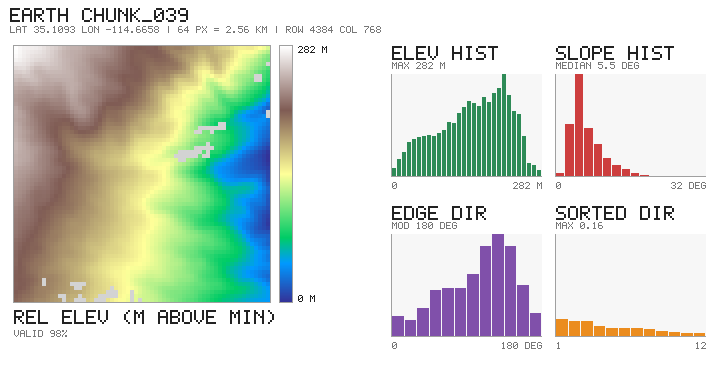 EARTH CHUNK_039
LAT 35.1093 LON -114.6658 | 64 PX = 2.56 KM | ROW 4384 COL 768
282 M
0 M
REL ELEV (M ABOVE MIN)
VALID 98%
ELEV HIST
MAX 282 M
0 282 M
SLOPE HIST
MEDIAN 5.5 DEG
0 32 DEG
EDGE DIR
MOD 180 DEG
0 180 DEG
SORTED DIR
MAX 0.16
1 12